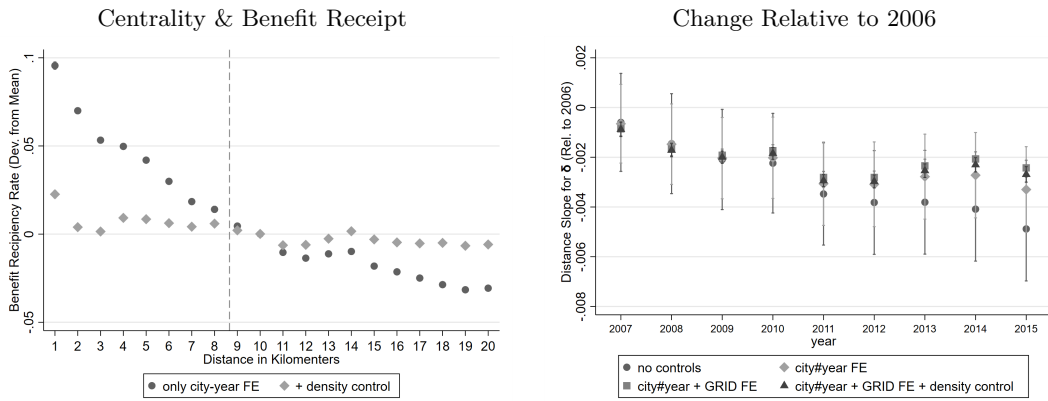 Centrality & Benefit Receipt
Benefit Recipiency Rate (Dev. from Mean)
.1
.05
0
-.05
1 2 3 4 5 6 7 8 9 10 11 12 13 14 15 16 17 18 19 20
Distance in Kilomenters
only city-year FE + density control
Change Relative to 2006
Distance Slope for δ (Rel. to 2006)
.002
0
-.002
-.004
-.006
-.008
2007 2008 2009 2010 2011 2012 2013 2014 2015
year
no controls city#year FE
city#year + GRID FE city#year + GRID FE + density control